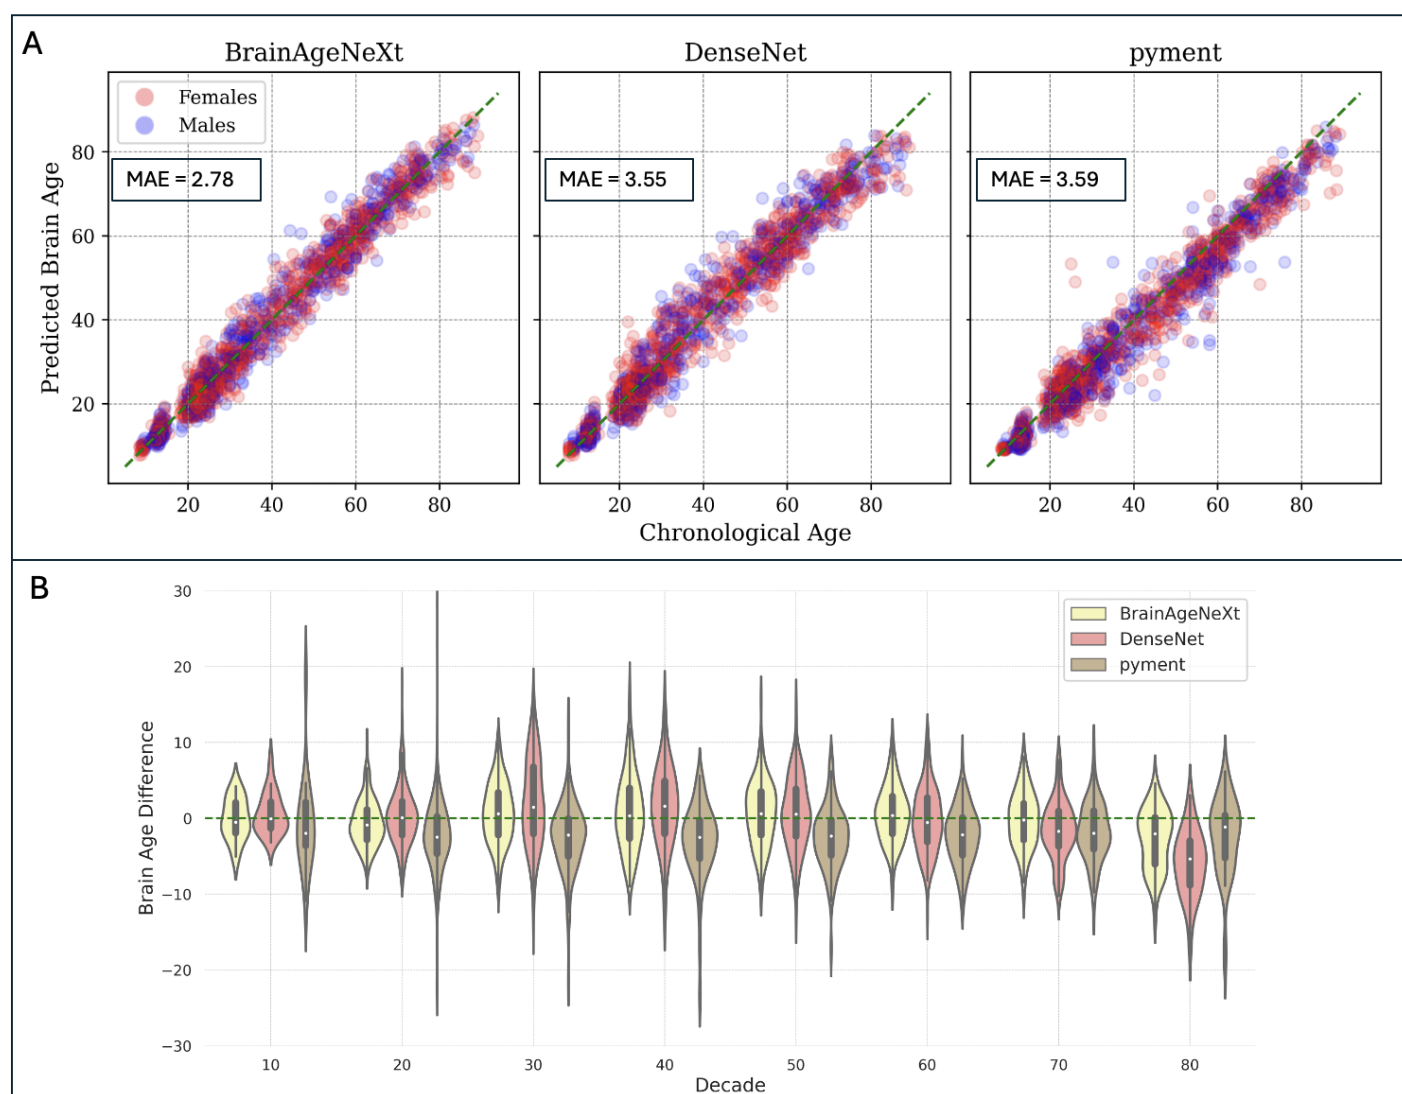 A
BrainAgeNeXt
DenseNet
pyment
Females
Males
MAE = 2.78
MAE = 3.55
MAE = 3.59
Predicted Brain Age
80
60
40
20
20 40 60 80
20 40 60 80
20 40 60 80
Chronological Age
B
BrainAgeNeXt
DenseNet
pyment
Brain Age Difference
30
20
10
0
−10
−20
−30
10 20 30 40 50 60 70 80
Decade